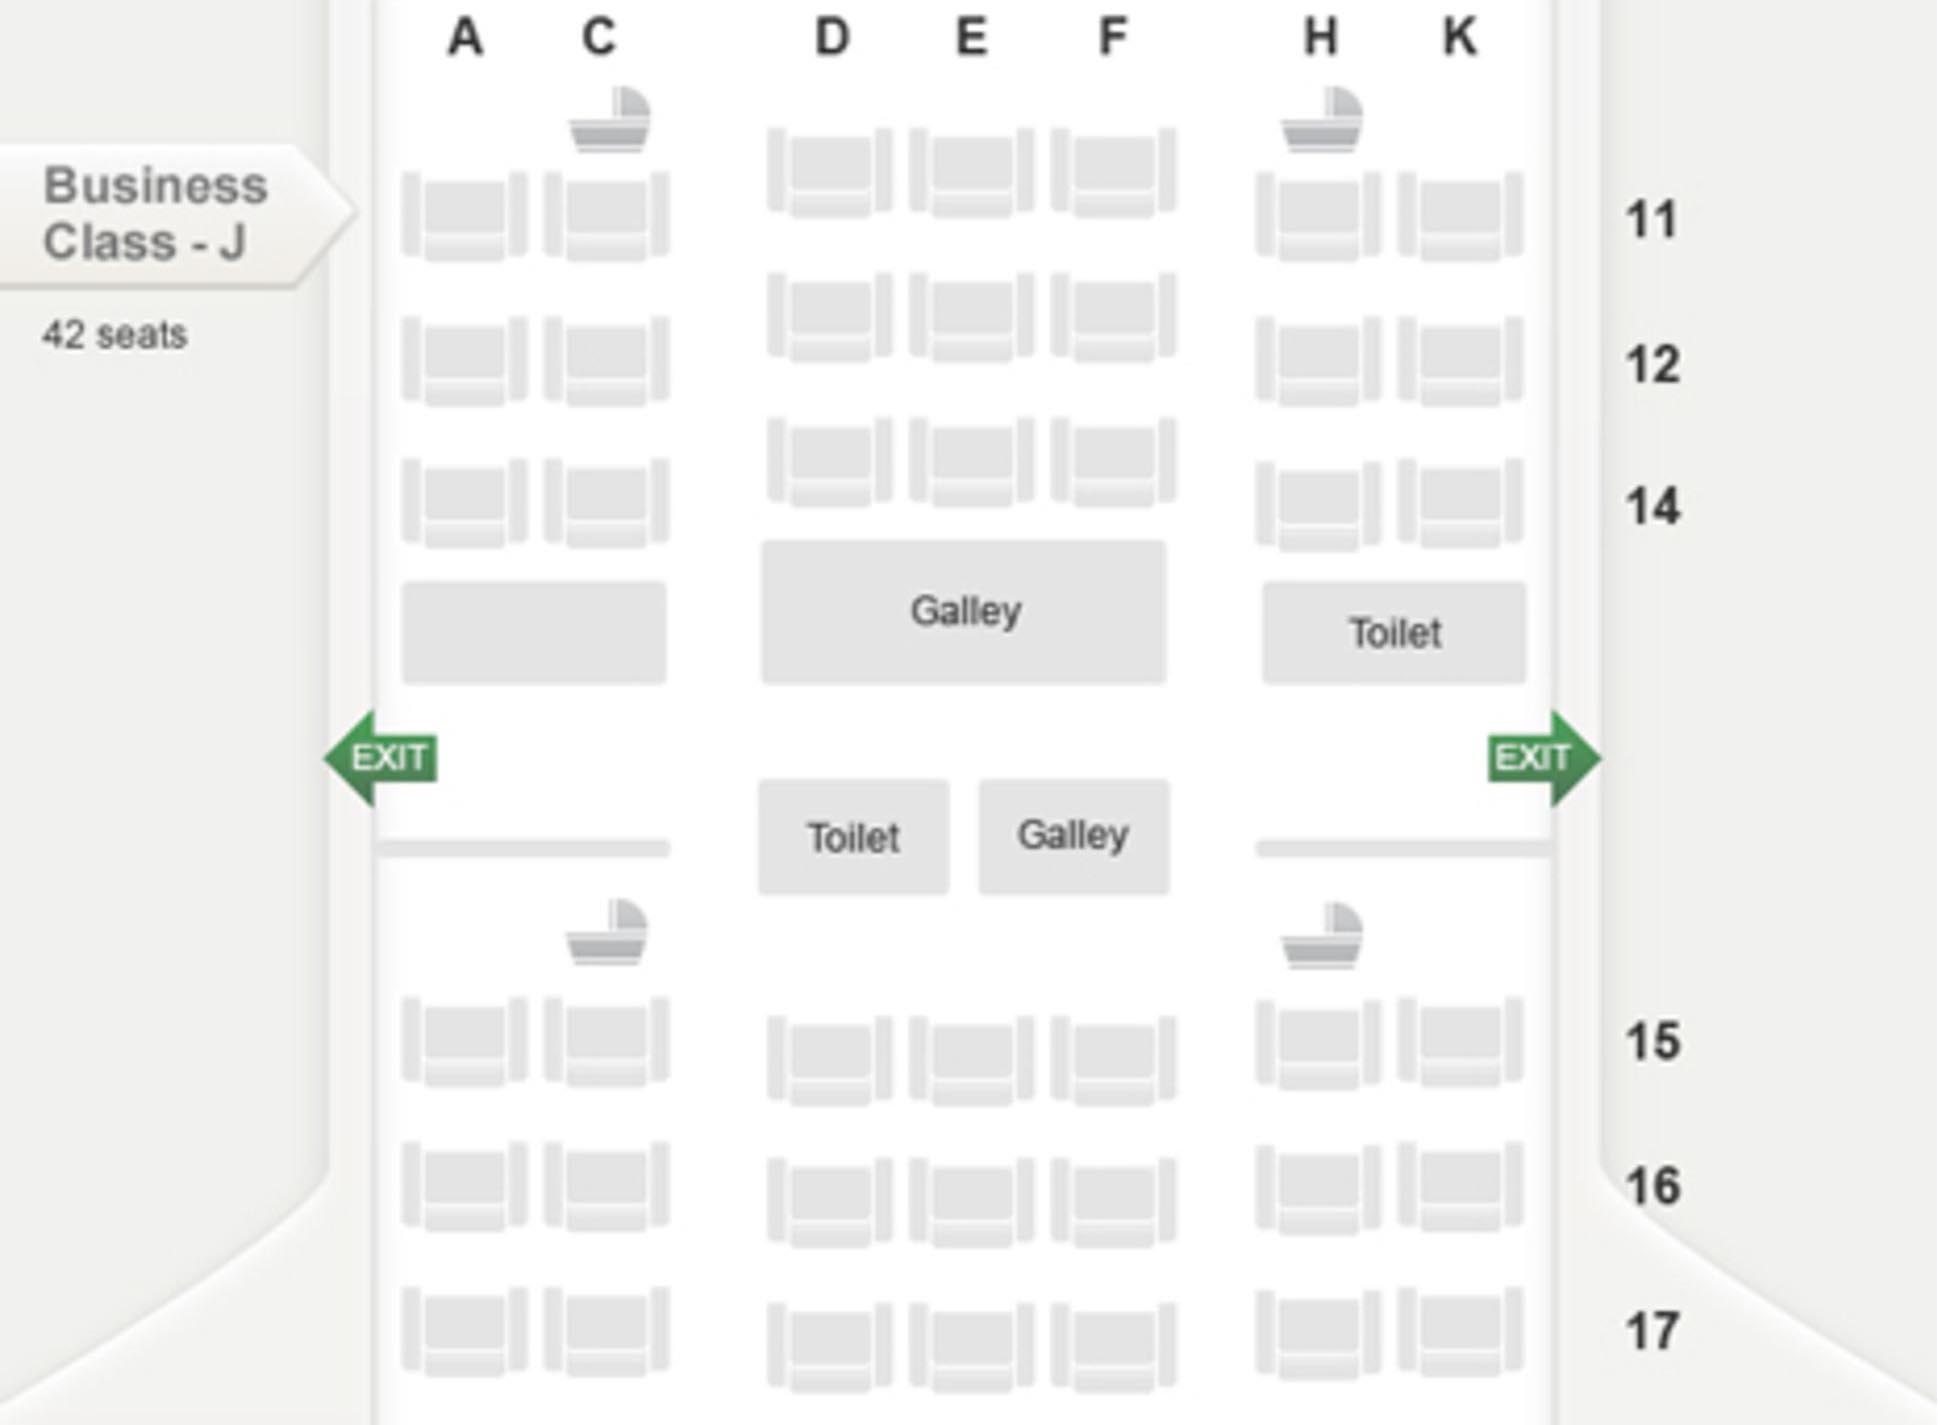 A C D E F H K
Business
Class - J
42 seats
11
12
14
Galley
Toilet
EXIT
EXIT
Toilet
Galley
15
16
17